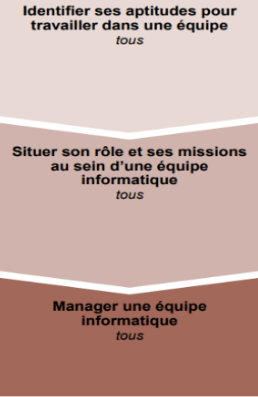 Identifier ses aptitudes pour
travailler dans une équipe
tous
Situer son rôle et ses missions
au sein d'une équipe
informatique
tous
Manager une équipe
informatique
tous